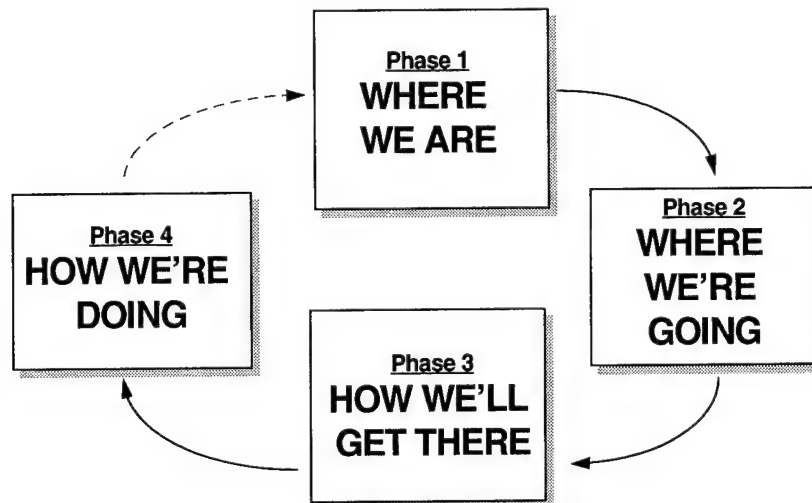 Phase 1
WHERE
WE ARE
Phase 2
WHERE
WE'RE
GOING
Phase 3
HOW WE'LL
GET THERE
Phase 4
HOW WE'RE
DOING